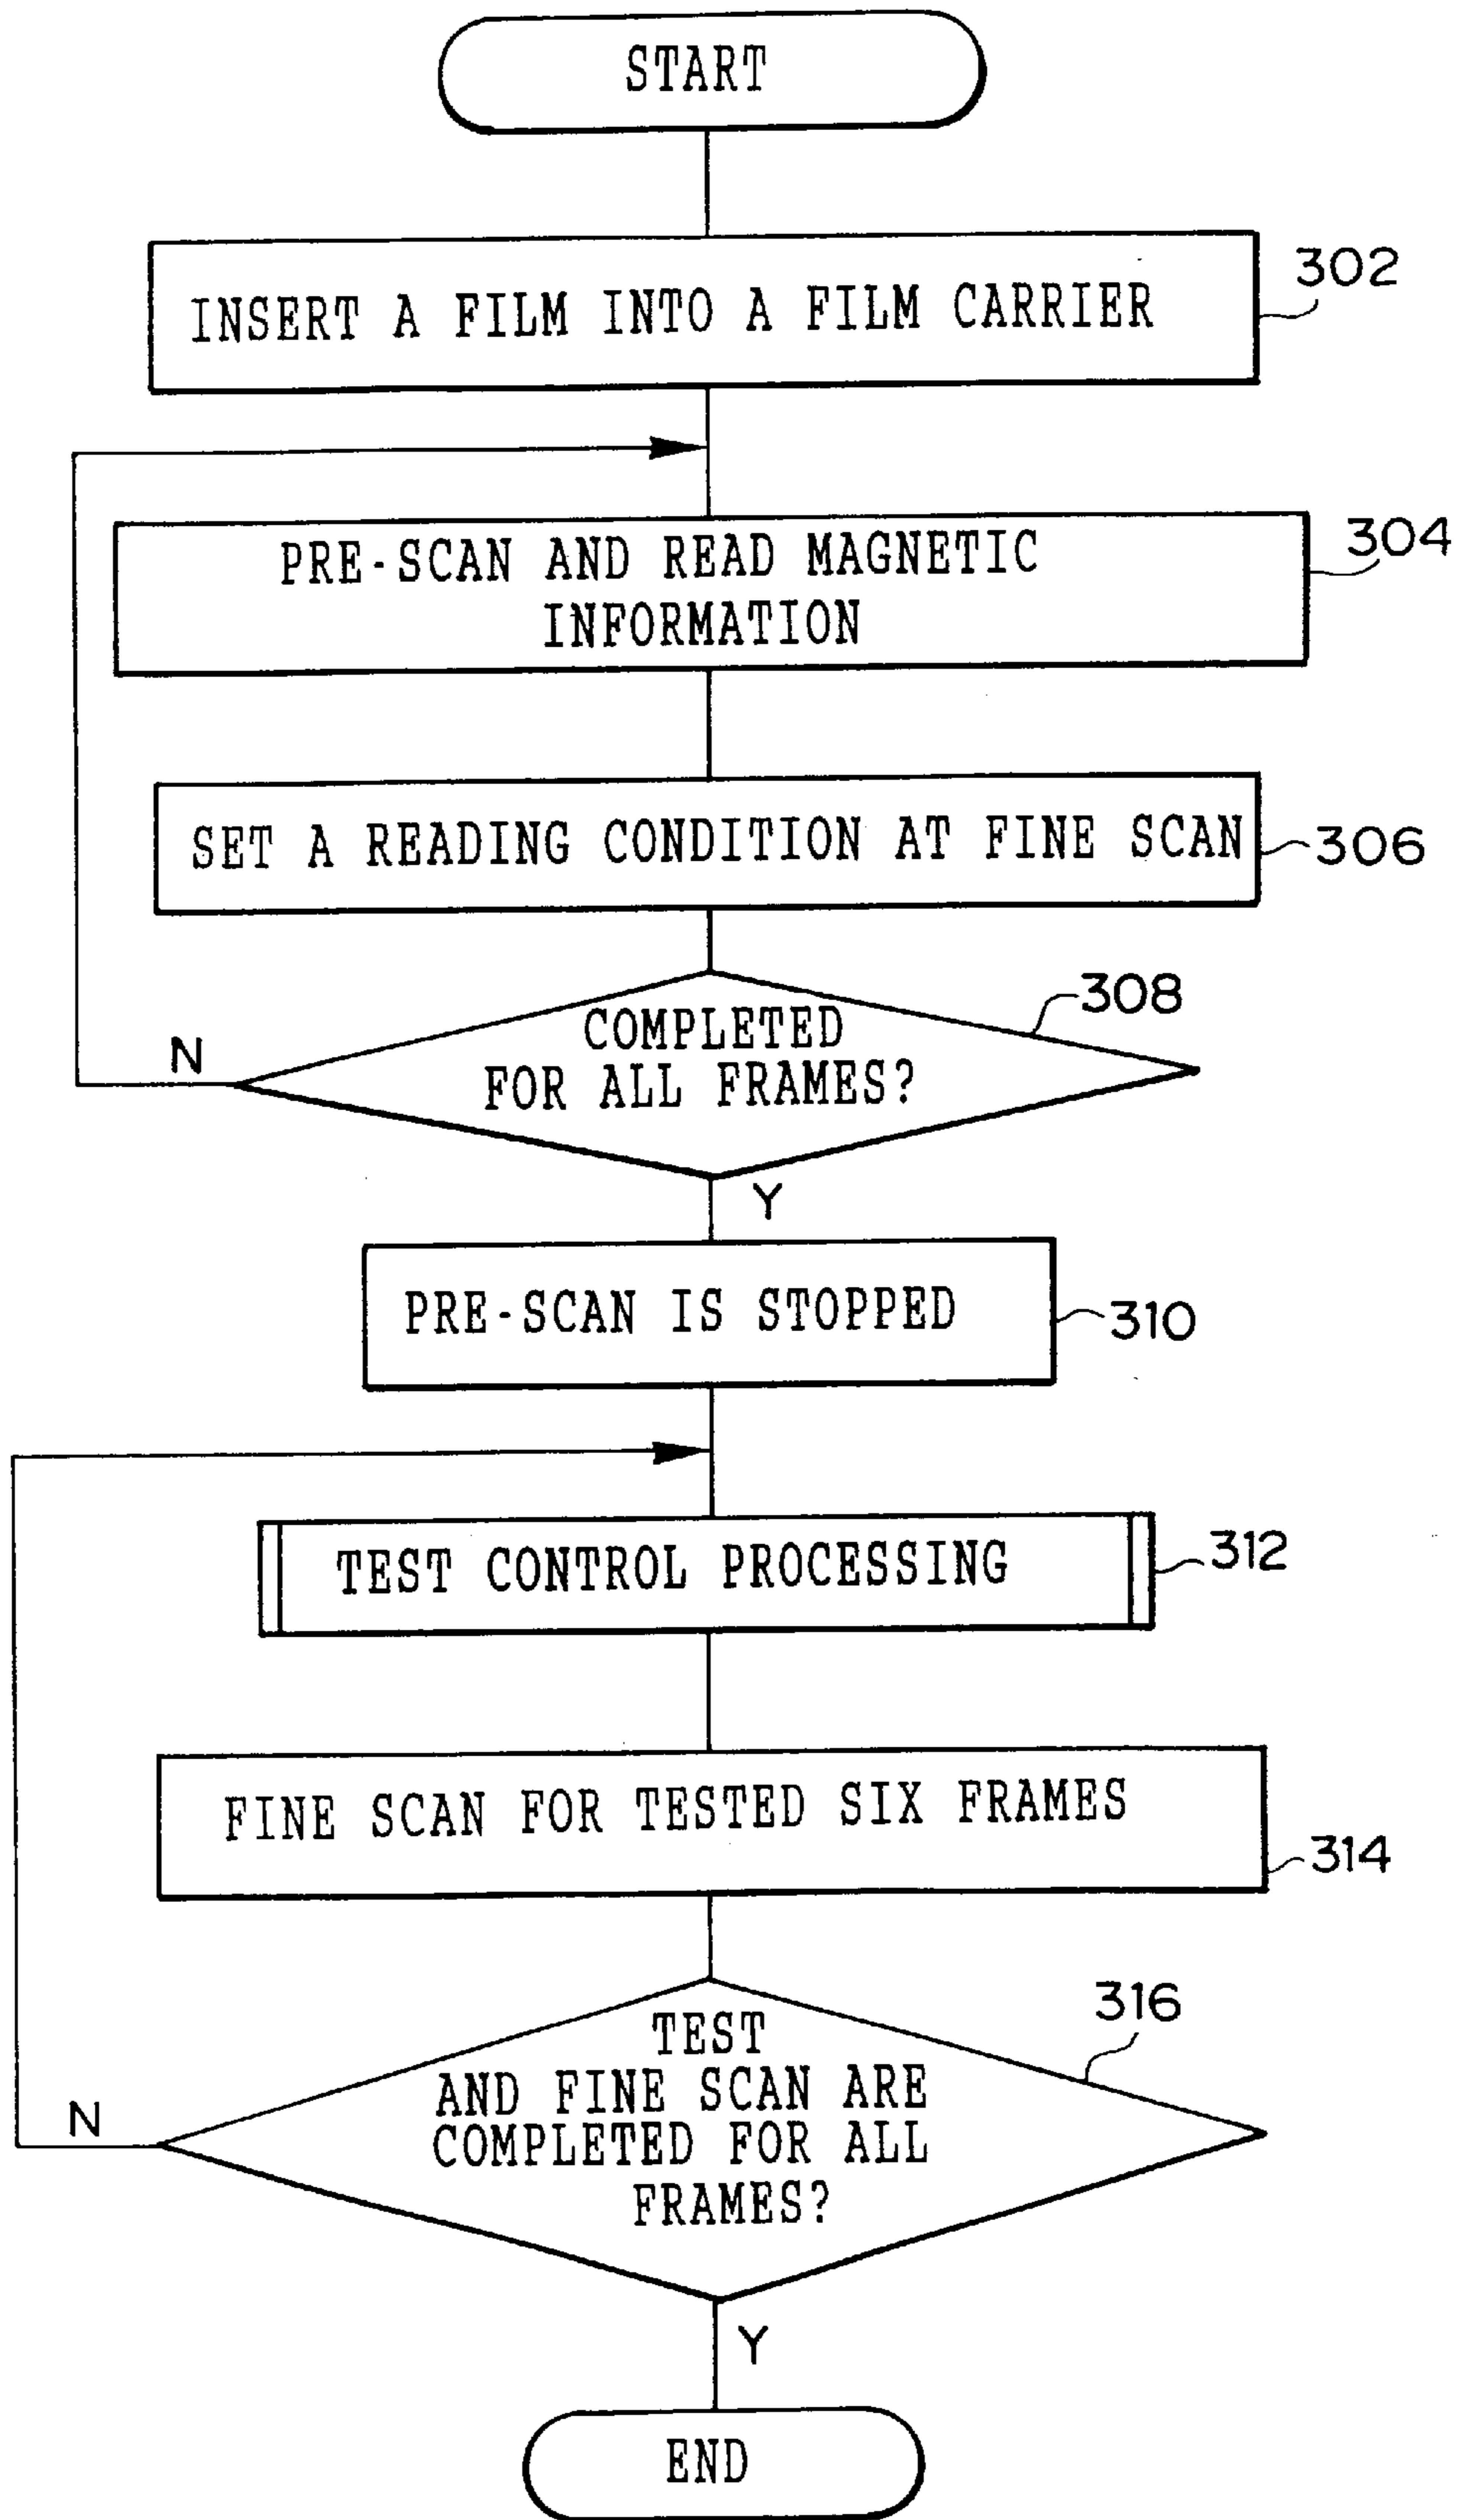 START
INSERT A FILM INTO A FILM CARRIER
302
PRE-SCAN AND READ MAGNETIC
INFORMATION
304
SET A READING CONDITION AT FINE SCAN
306
308
COMPLETED
FOR ALL FRAMES?
N
Y
PRE-SCAN IS STOPPED
310
TEST CONTROL PROCESSING
312
FINE SCAN FOR TESTED SIX FRAMES
314
316
TEST
AND FINE SCAN ARE
COMPLETED FOR ALL
FRAMES?
N
Y
END